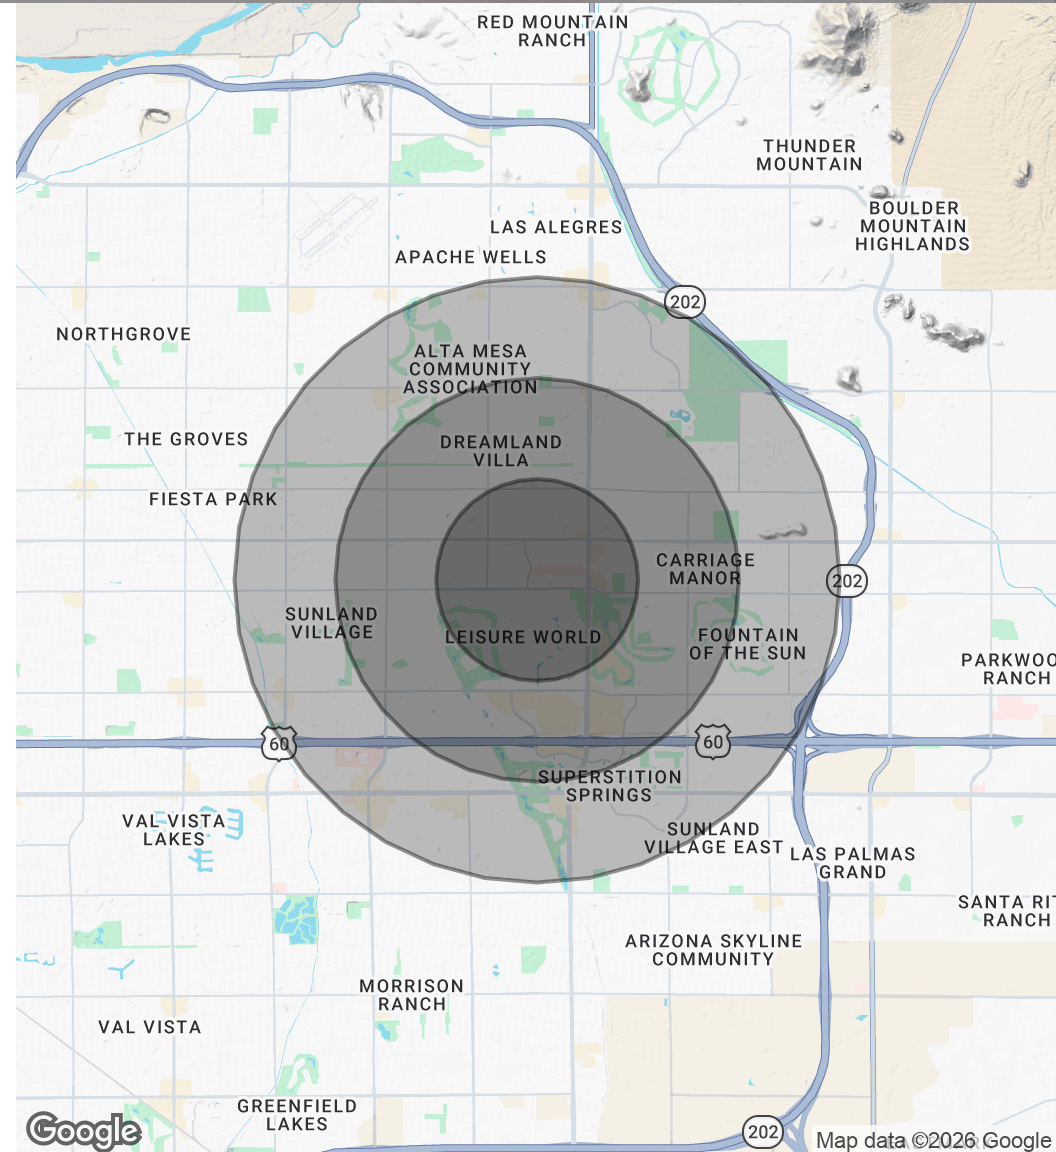 RED MOUNTAIN
RANCH
THUNDER
MOUNTAIN
BOULDER
MOUNTAIN
HIGHLANDS
LAS ALEGRES
APACHE WELLS
202
NORTHGROVE
ALTA MESA
COMMUNITY
ASSOCIATION
THE GROVES
DREAMLAND
VILLA
FIESTA PARK
CARRIAGE
MANOR
202
SUNLAND
VILLAGE
LEISURE WORLD
FOUNTAIN
OF THE SUN
PARKWOO
RANCH
60
60
SUPERSTITION
SPRINGS
VAL VISTA
LAKES
SUNLAND
VILLAGE EAST
LAS PALMAS
GRAND
SANTA RIT
RANCH
ARIZONA SKYLINE
COMMUNITY
MORRISON
RANCH
VAL VISTA
GREENFIELD
LAKES
202
Google
Map data ©2026 Google